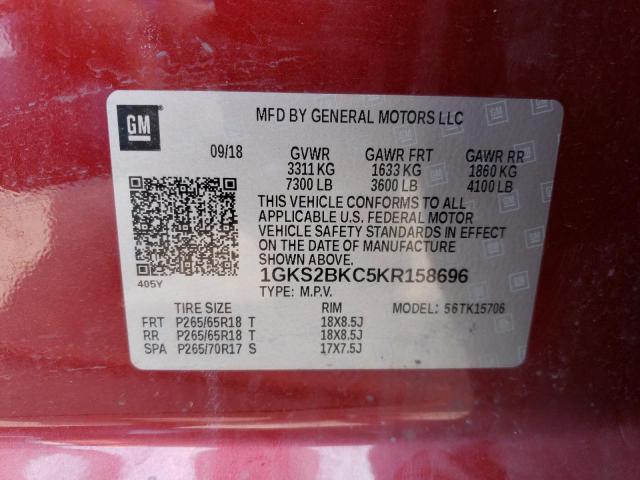 GM
MFD BY GENERAL MOTORS LLC
09/18 GVWR GAWR FRT GAWR RR
3311 KG 1633 KG 1860 KG
7300 LB 3600 LB 4100 LB
THIS VEHICLE CONFORMS TO ALL
APPLICABLE U.S. FEDERAL MOTOR
VEHICLE SAFETY STANDARDS IN EFFECT
ON THE DATE OF MANUFACTURE
SHOWN ABOVE.
405Y
1GKS2BKC5KR158696
TYPE: M.P.V.
TIRE SIZE RIM MODEL: 56TK15706
FRT P265/65R18 T 18X8.5J
RR P265/65R18 T 18X8.5J
SPA P265/70R17 S 17X7.5J